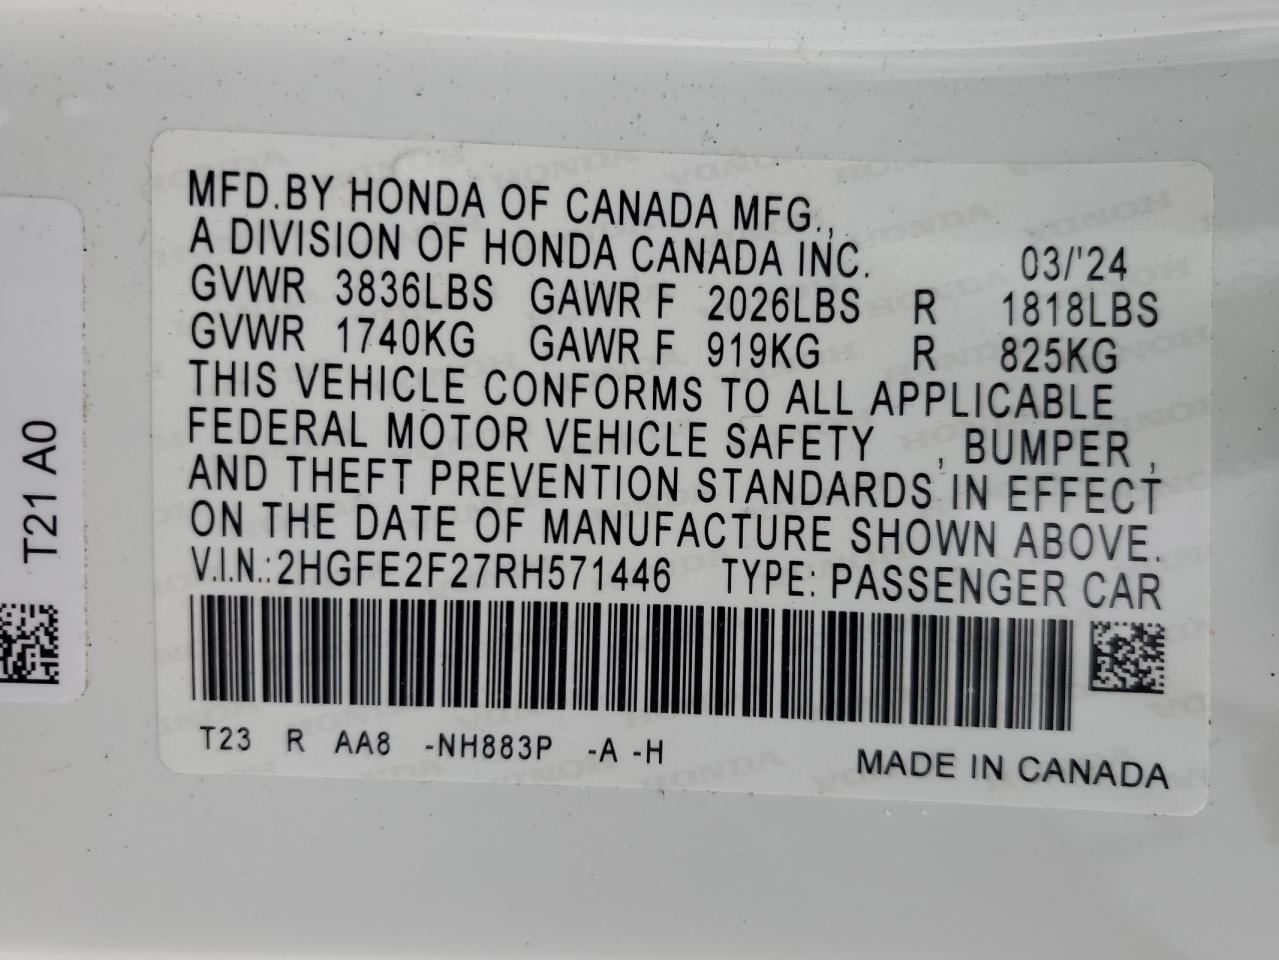 MFD.BY HONDA OF CANADA MFG.,
A DIVISION OF HONDA CANADA INC. 03/'24
GVWR 3836LBS GAWR F 2026LBS R 1818LBS
GVWR 1740KG GAWR F 919KG R 825KG
THIS VEHICLE CONFORMS TO ALL APPLICABLE
FEDERAL MOTOR VEHICLE SAFETY , BUMPER ,
AND THEFT PREVENTION STANDARDS IN EFFECT
ON THE DATE OF MANUFACTURE SHOWN ABOVE.
V.I.N.:2HGFE2F27RH571446 TYPE: PASSENGER CAR
T23 R AA8 -NH883P -A -H
MADE IN CANADA
T21 A0